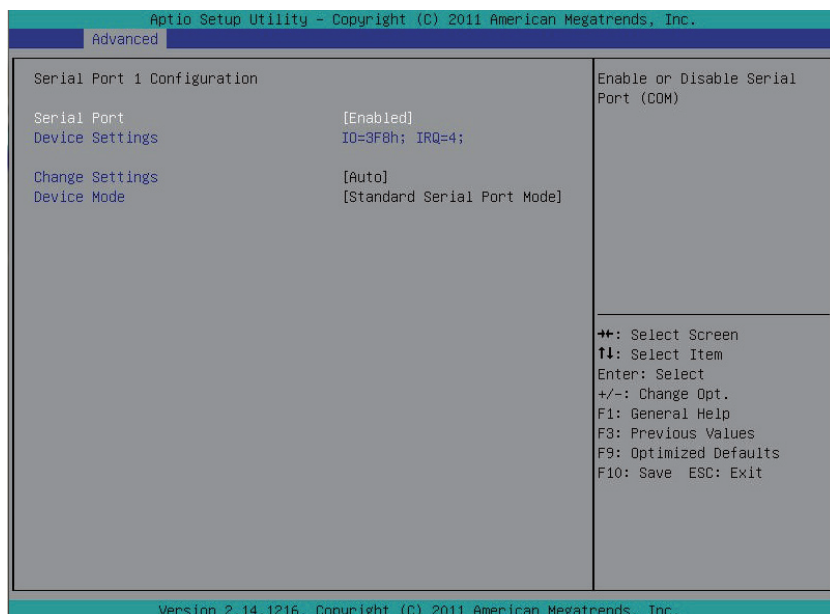 Aptio Setup Utility – Copyright (C) 2011 American Megatrends, Inc.
Advanced
Serial Port 1 Configuration
Serial Port [Enabled]
Device Settings IO=3F8h; IRQ=4;
Change Settings [Auto]
Device Mode [Standard Serial Port Mode]
Enable or Disable Serial
Port (COM)
→←: Select Screen
↑↓: Select Item
Enter: Select
+/-: Change Opt.
F1: General Help
F3: Previous Values
F9: Optimized Defaults
F10: Save ESC: Exit
Version 2.14.1216. Copyright (C) 2011 American Megatrends, Inc.